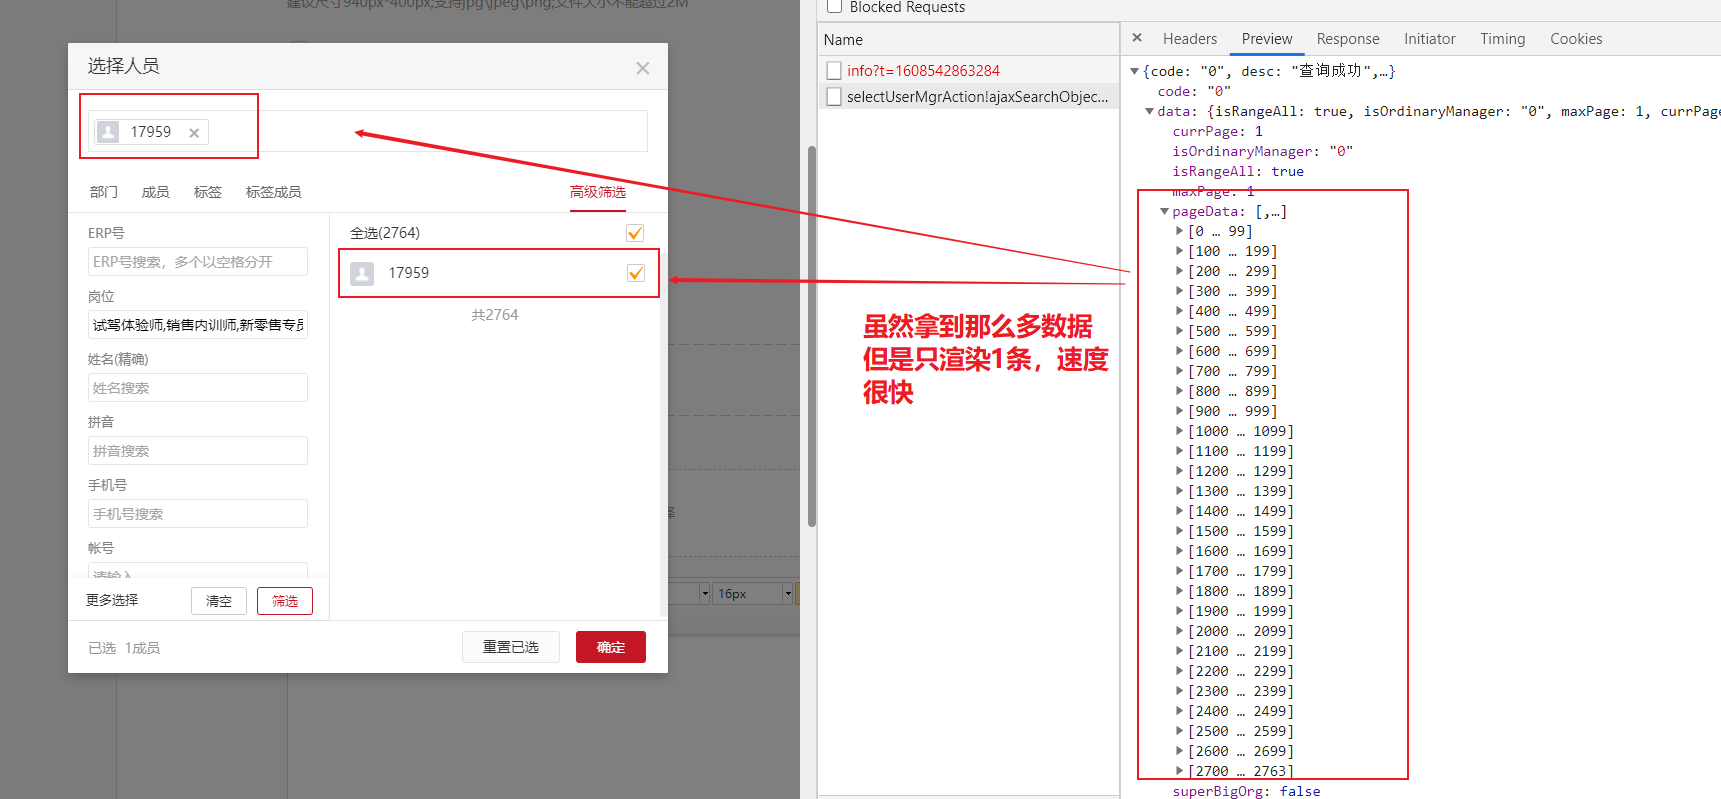 建议尺寸940px*400px;支持jpg\jpeg\png;文件大小不能超过2M
选择人员
17959
部门
成员
标签
标签成员
高级筛选
ERP号
ERP号搜索，多个以空格分开
岗位
试驾体验师,销售内训师,新零售专员
姓名(精确)
姓名搜索
拼音
拼音搜索
手机号
手机号搜索
帐号
请输入
更多选择
清空
筛选
全选(2764)
17959
共2764
已选 1成员
重置已选
确定
16px
Blocked Requests
Name
info?t=1608542863284
selectUserMgrAction!ajaxSearchObjec...
虽然拿到那么多数据
但是只渲染1条，速度
很快
Headers
Preview
Response
Initiator
Timing
Cookies
{code: "0", desc: "查询成功",…}
code: "0"
data: {isRangeAll: true, isOrdinaryManager: "0", maxPage: 1, currPage
currPage: 1
isOrdinaryManager: "0"
isRangeAll: true
maxPage: 1
pageData: [,…]
[0 … 99]
[100 … 199]
[200 … 299]
[300 … 399]
[400 … 499]
[500 … 599]
[600 … 699]
[700 … 799]
[800 … 899]
[900 … 999]
[1000 … 1099]
[1100 … 1199]
[1200 … 1299]
[1300 … 1399]
[1400 … 1499]
[1500 … 1599]
[1600 … 1699]
[1700 … 1799]
[1800 … 1899]
[1900 … 1999]
[2000 … 2099]
[2100 … 2199]
[2200 … 2299]
[2300 … 2399]
[2400 … 2499]
[2500 … 2599]
[2600 … 2699]
[2700 … 2763]
superBigOrg: false